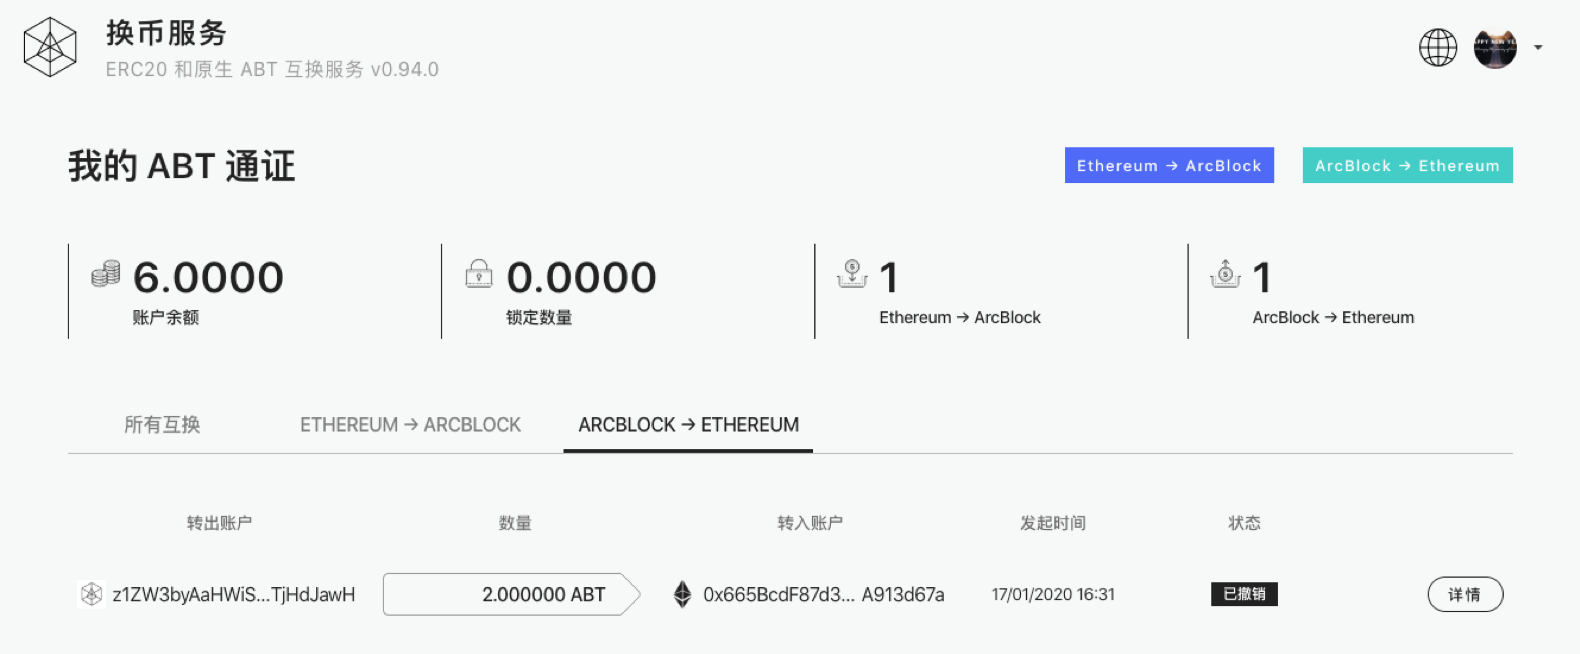 换币服务
ERC20 和原生 ABT 互换服务 v0.94.0
我的 ABT 通证
Ethereum → ArcBlock
ArcBlock → Ethereum
6.0000
账户余额
0.0000
锁定数量
1
Ethereum → ArcBlock
1
ArcBlock → Ethereum
所有互换
ETHEREUM → ARCBLOCK
ARCBLOCK → ETHEREUM
转出账户
数量
转入账户
发起时间
状态
z1ZW3byAaHWiS...TjHdJawH
2.000000 ABT
0x665BcdF87d3... A913d67a
17/01/2020 16:31
已撤销
详情